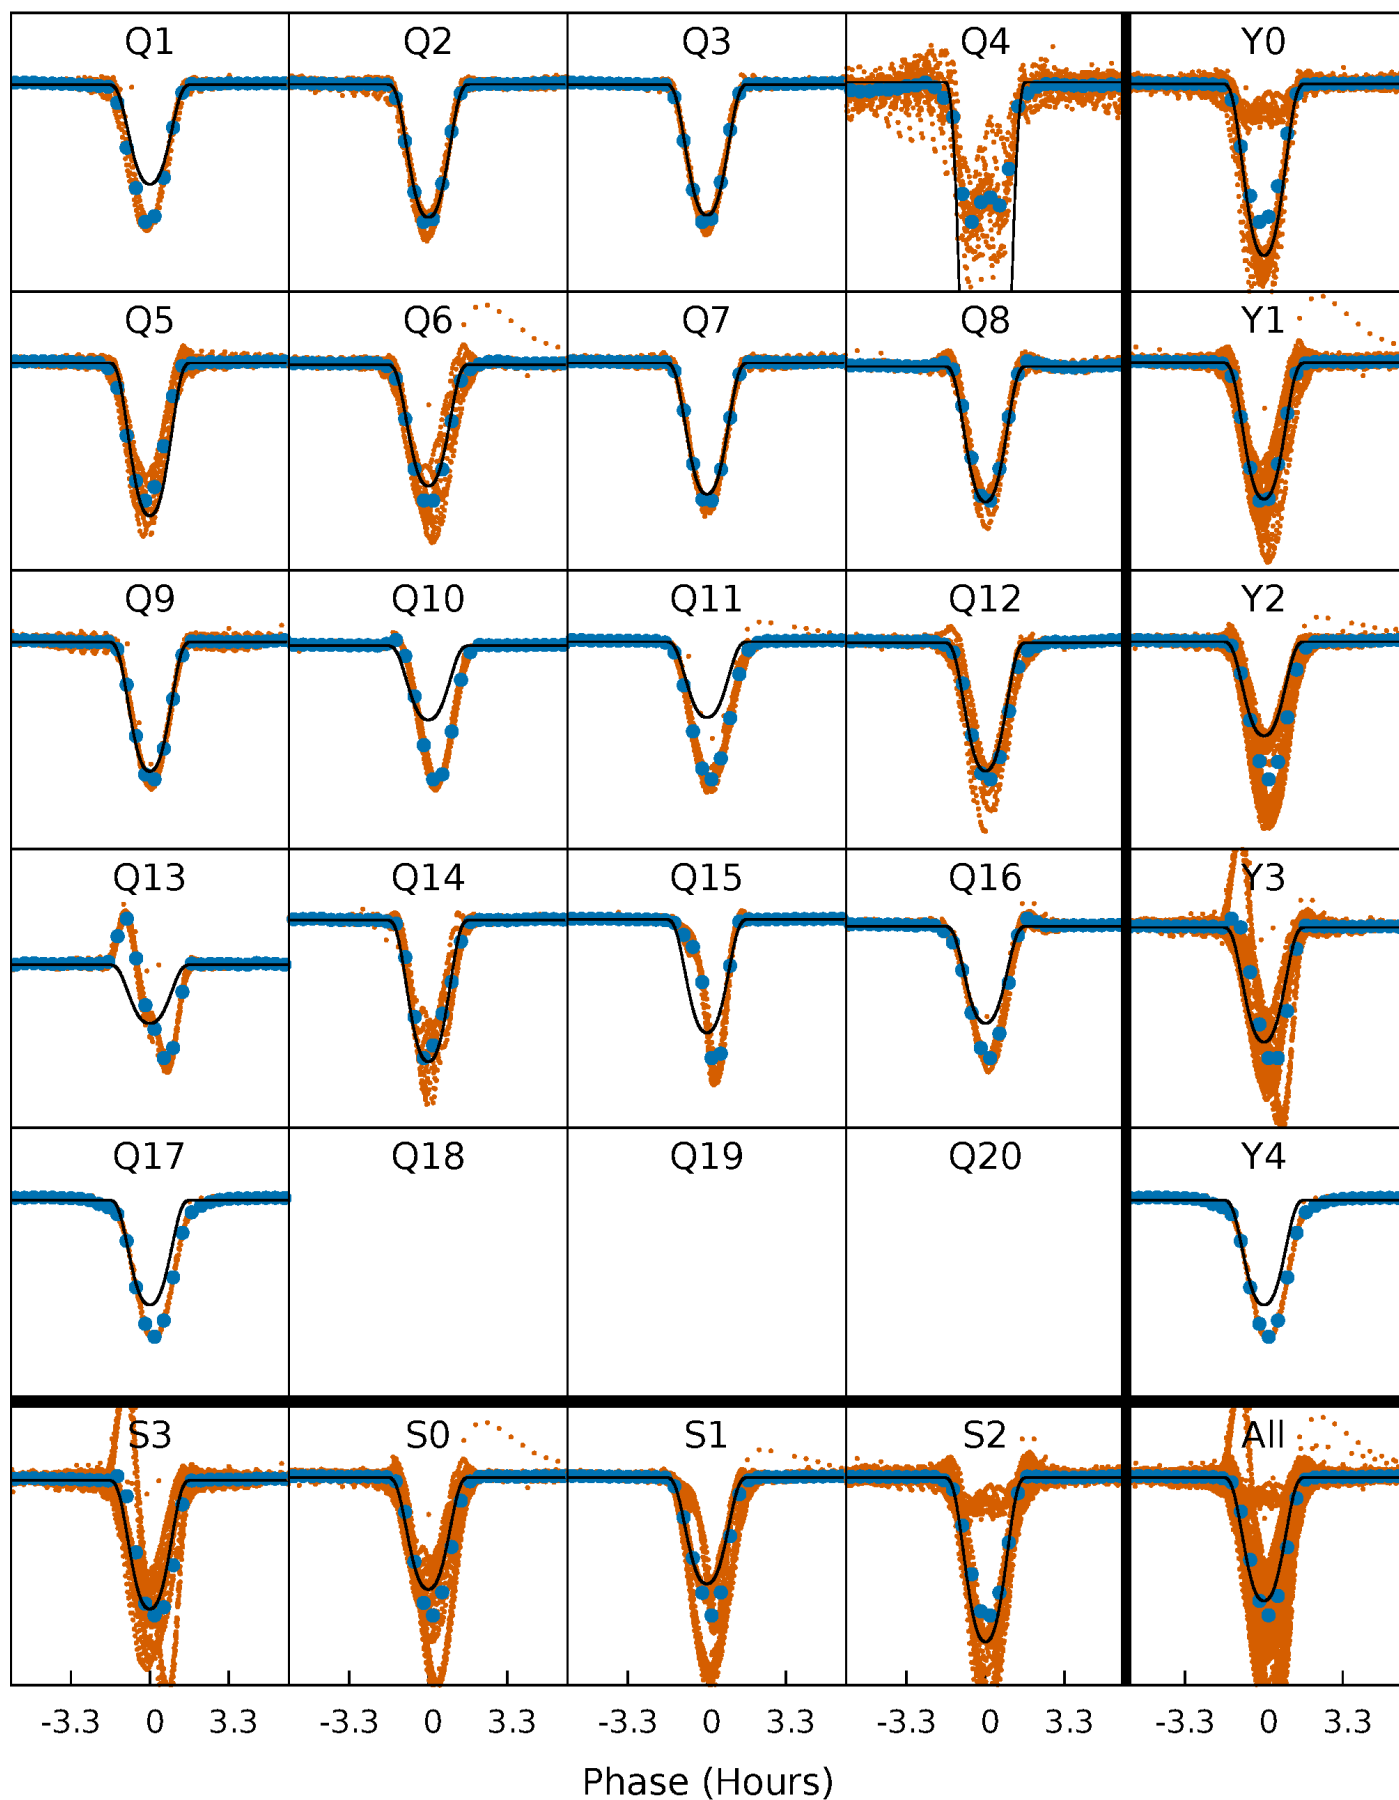 Q1 Q2 Q3 Q4 Y0
Q5 Q6 Q7 Q8 Y1
Q9 Q10 Q11 Q12 Y2
Q13 Q14 Q15 Q16 Y3
Q17 Q18 Q19 Q20 Y4
S3 S0 S1 S2 All
-3.3 0 3.3 -3.3 0 3.3 -3.3 0 3.3 -3.3 0 3.3 -3.3 0 3.3
Phase (Hours)